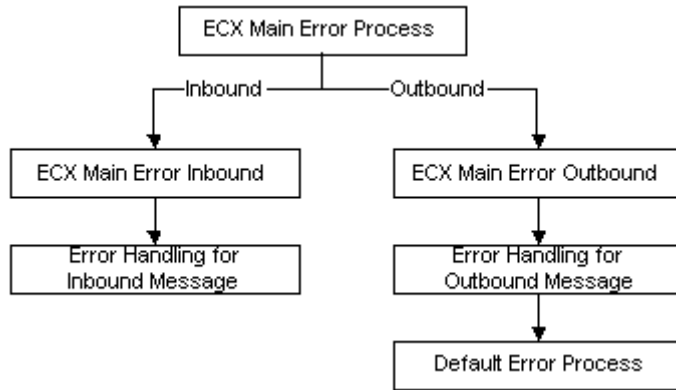 ECX Main Error Process
Inbound
Outbound
ECX Main Error Inbound
ECX Main Error Outbound
Error Handling for
Inbound Message
Error Handling for
Outbound Message
Default Error Process